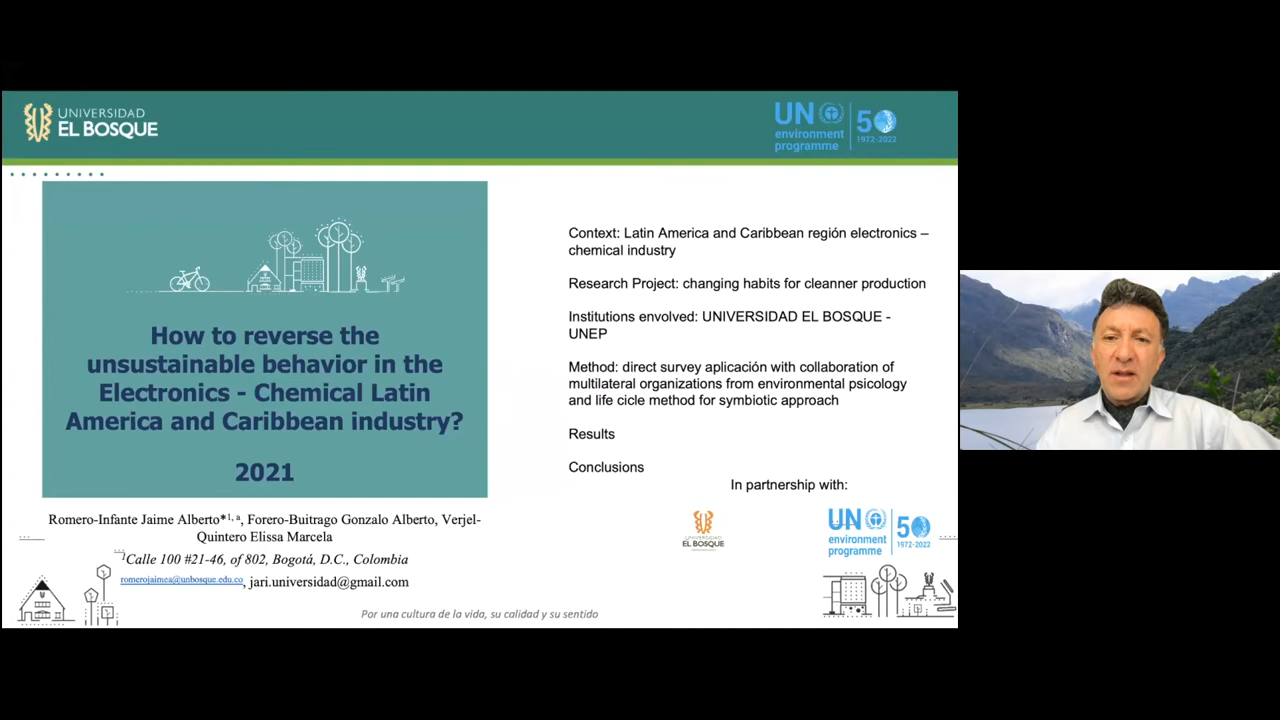 UNIVERSIDAD
EL BOSQUE
UN
environment
programme
50
1972-2022
How to reverse the
unsustainable behavior in the
Electronics - Chemical Latin
America and Caribbean industry?
2021
Romero-Infante Jaime Alberto*1, a, Forero-Buitrago Gonzalo Alberto, Verjel-
Quintero Elissa Marcela
1Calle 100 #21-46, of 802, Bogotá, D.C., Colombia
romerojaimea@unbosque.edu.co, jari.universidad@gmail.com
Context: Latin America and Caribbean región electronics –
chemical industry
Research Project: changing habits for cleanner production
Institutions envolved: UNIVERSIDAD EL BOSQUE -
UNEP
Method: direct survey aplicación with collaboration of
multilateral organizations from environmental psicology
and life cicle method for symbiotic approach
Results
Conclusions
In partnership with:
UNIVERSIDAD
EL BOSQUE
UN
environment
programme
50
1972-2022
Por una cultura de la vida, su calidad y su sentido